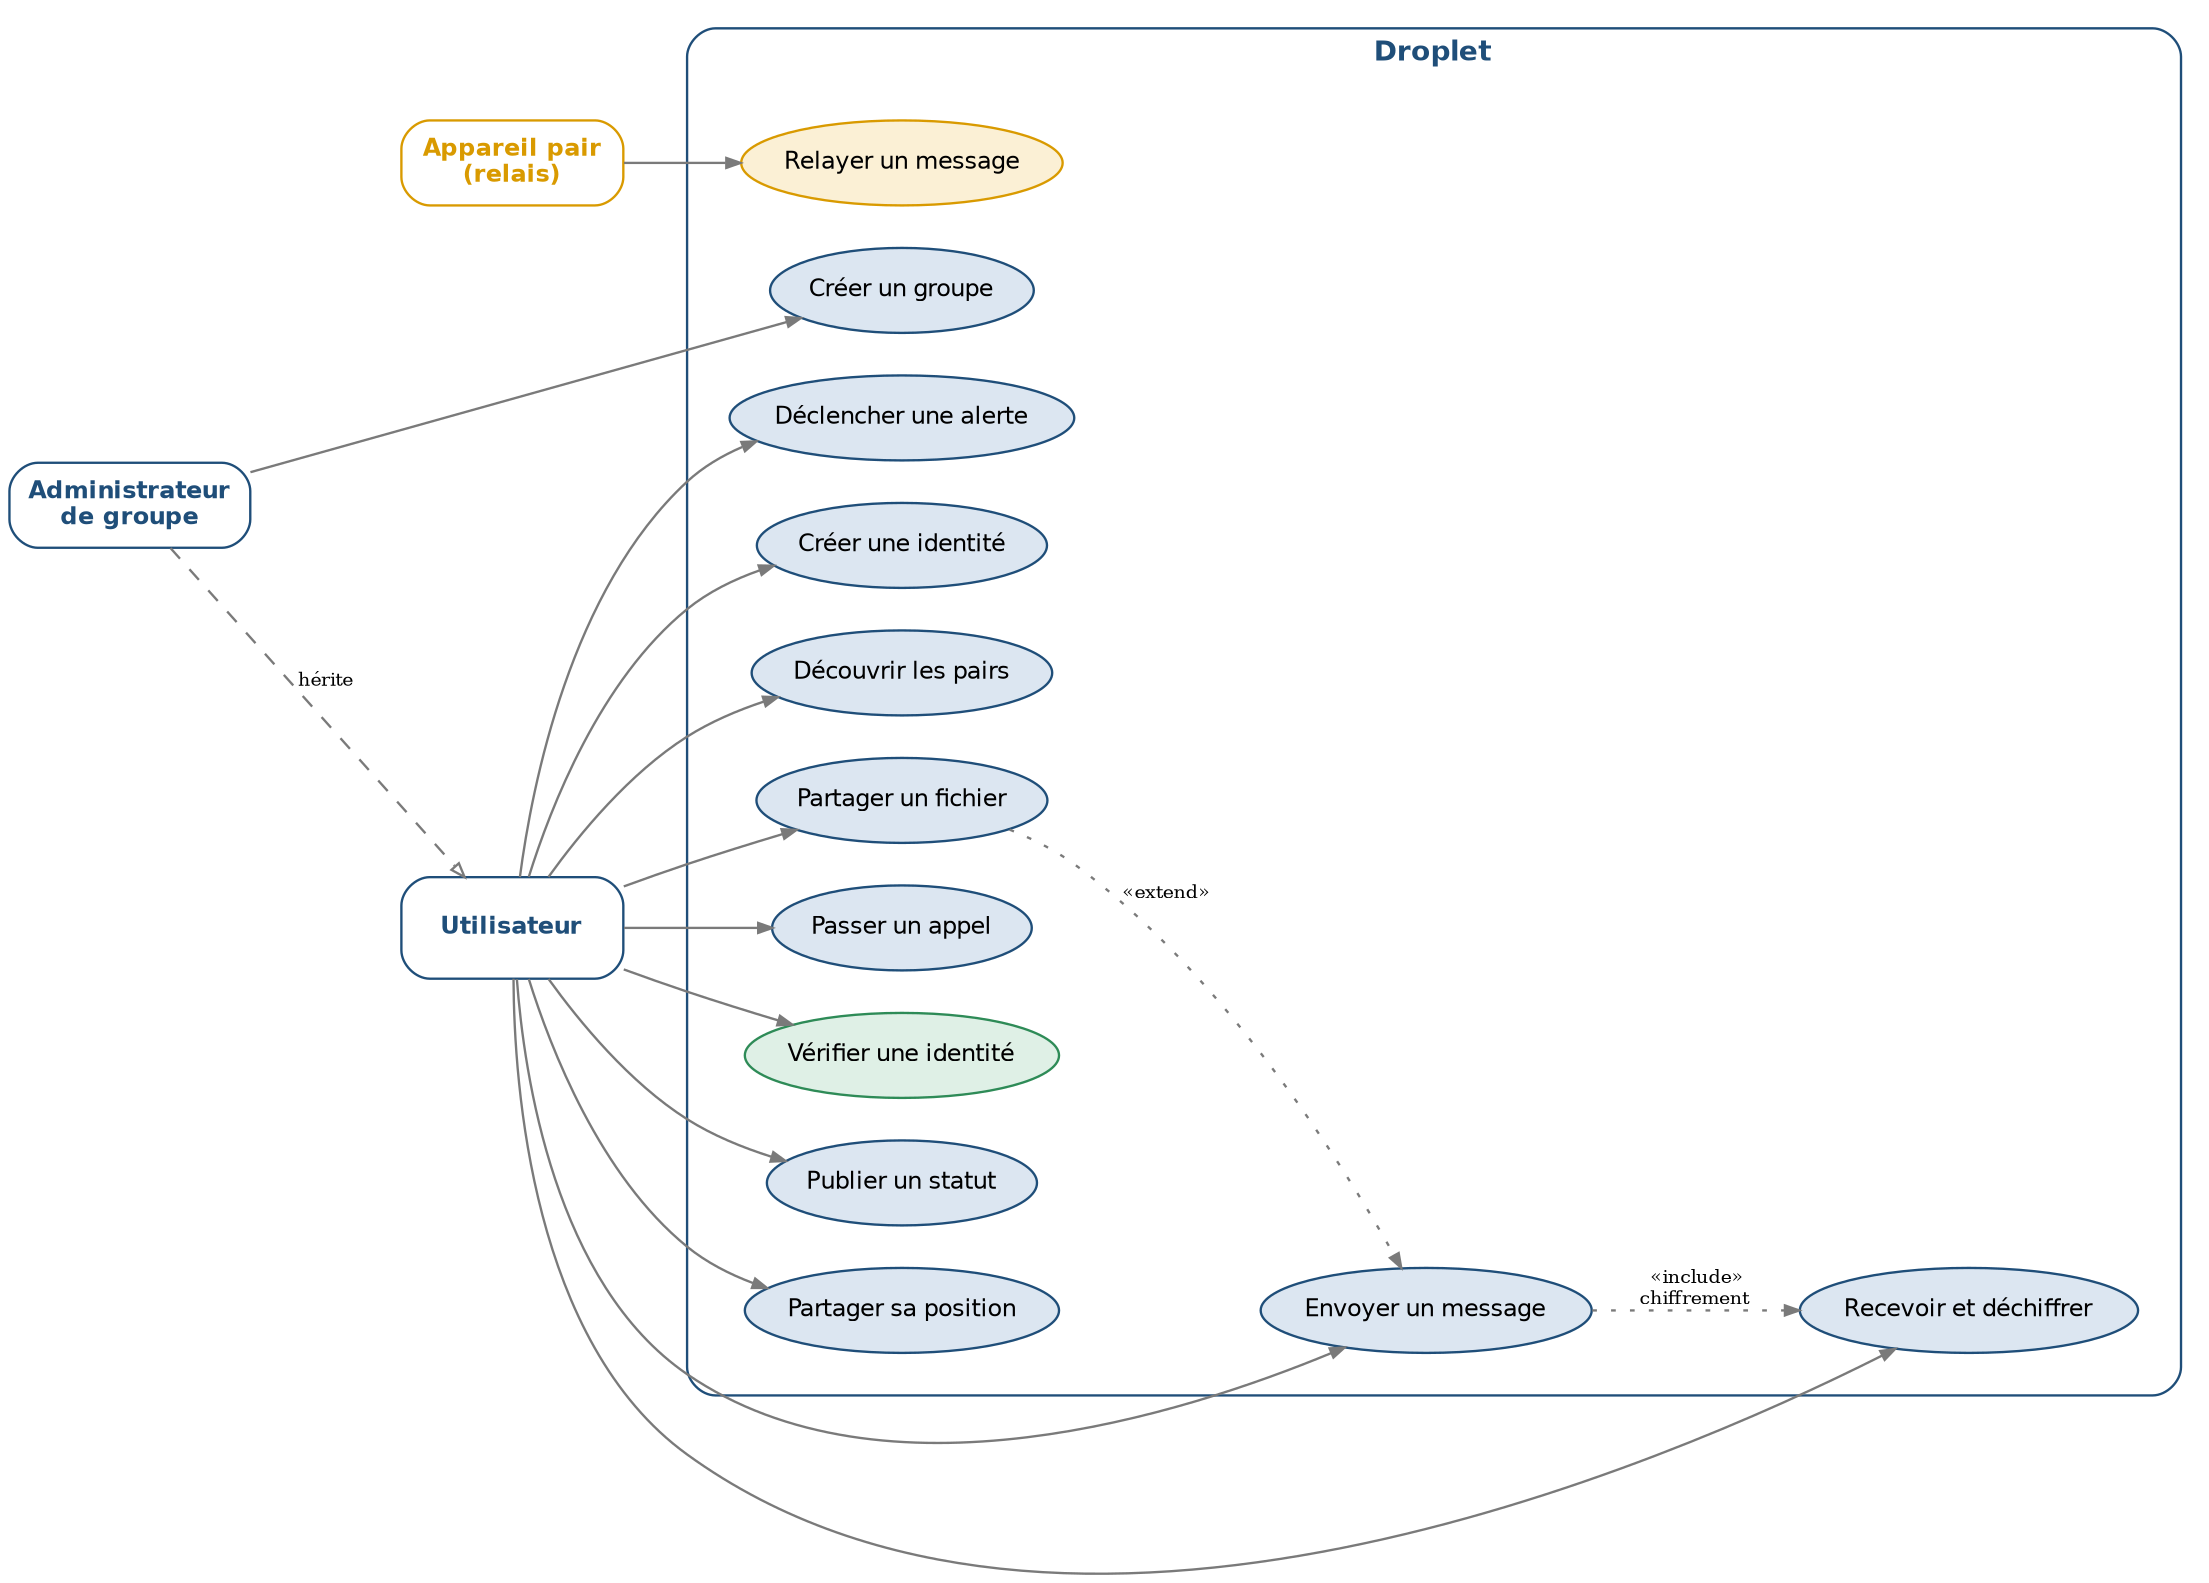 Droplet
Appareil pair
(relais)
Relayer un message
Créer un groupe
Déclencher une alerte
Administrateur
de groupe
Créer une identité
Découvrir les pairs
hérite
Partager un fichier
«extend»
Utilisateur
Passer un appel
Vérifier une identité
Publier un statut
Partager sa position
Envoyer un message
«include»
chiffrement
Recevoir et déchiffrer